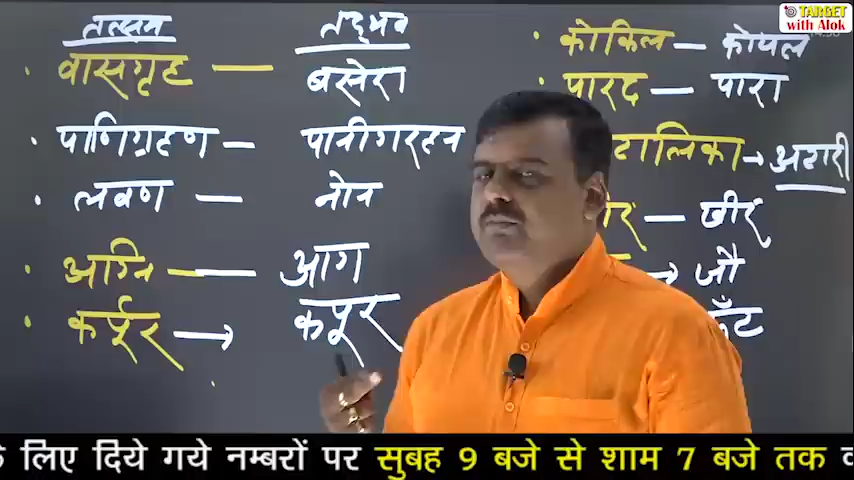 TARGET
with Alok
तत्सम तद्भव
वासगृह — बसेरा
पाणिग्रहण — पानीगरहन
लवण — नोन
अग्नि — आग
कर्पूर → कपूर
कोकिल — कोयल
पारद — पारा
टालिका → अटारी
— खीर
→ जौ
लिए दिये गये नम्बरों पर सुबह 9 बजे से शाम 7 बजे तक